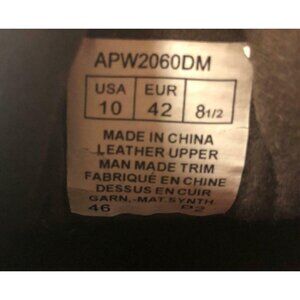 APW2060DM
USA EUR
10 42 8 1/2
MADE IN CHINA
LEATHER UPPER
MAN MADE TRIM
FABRIQUÉ EN CHINE
DESSUS EN CUIR
GARN,-MAT.SYNTH
46